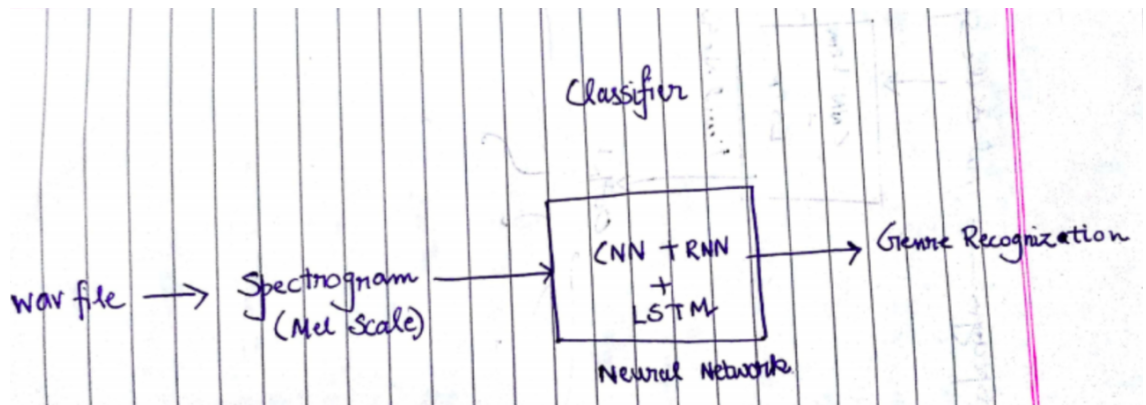 Classifier
wav file → Spectrogram
(Mel Scale)
CNN + RNN
+
LSTM
Neural Network
Genre Recognization